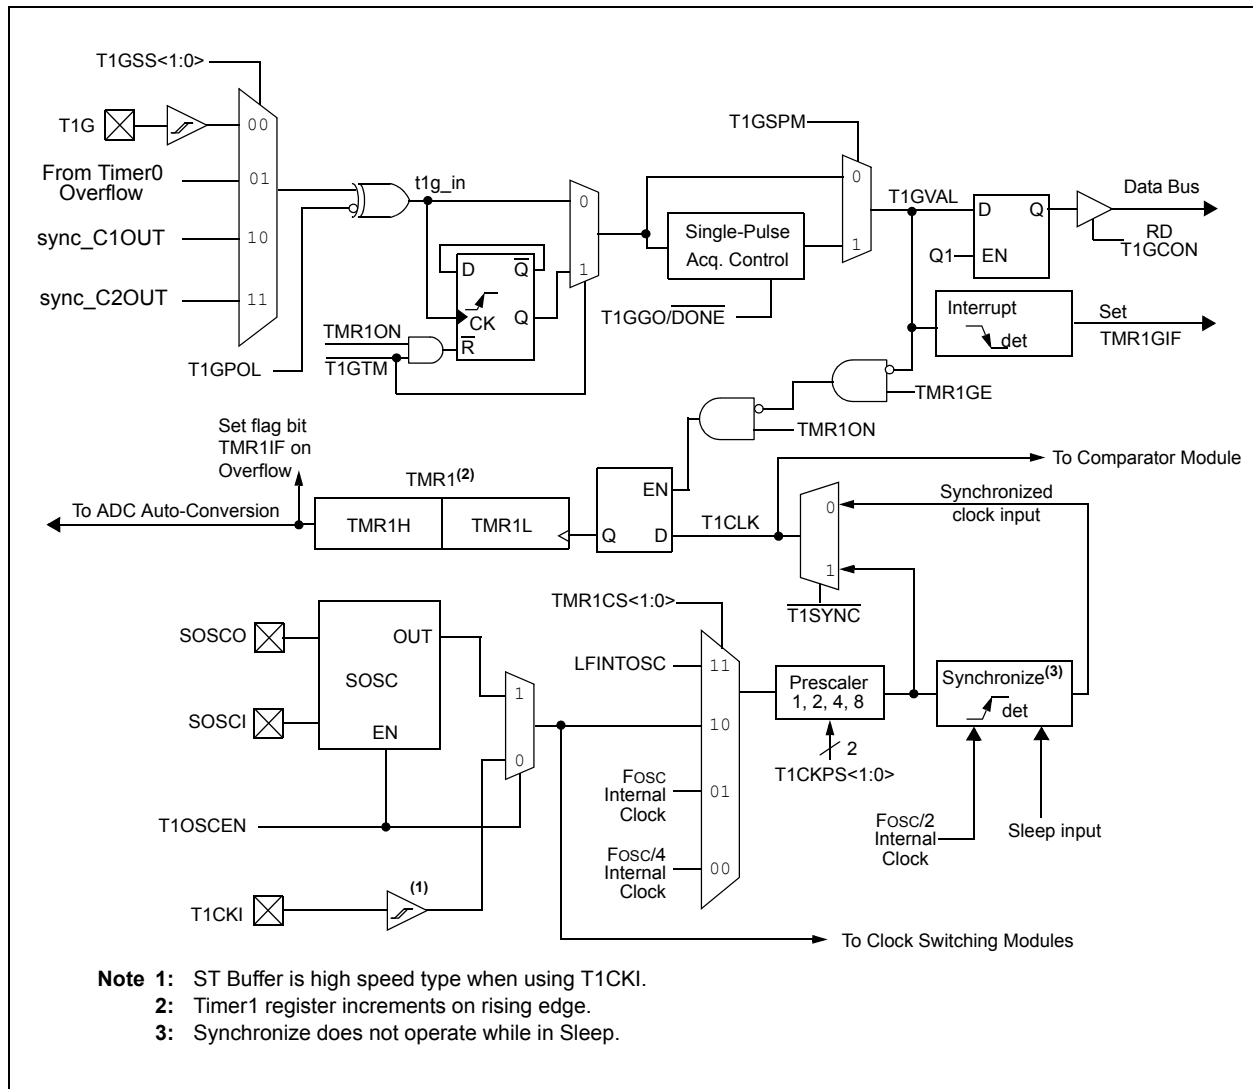 T1GSS<1:0>
T1G
00
T1GSPM
From Timer0
Overflow
01
t1g_in
0
0
T1GVAL
D
Q
Data Bus
sync_C1OUT
10
Single-Pulse
Acq. Control
1
RD
T1GCON
Q1
EN
D
Q
1
sync_C2OUT
11
CK
Q
T1GGO/DONE
Interrupt
det
Set
TMR1GIF
TMR1ON
R
T1GTM
T1GPOL
TMR1GE
Set flag bit
TMR1IF on
Overflow
TMR1ON
To Comparator Module
TMR1(2)
EN
Synchronized
clock input
To ADC Auto-Conversion
TMR1H
TMR1L
Q
D
T1CLK
0
1
T1SYNC
TMR1CS<1:0>
SOSCO
OUT
LFINTOSC
11
Prescaler
1, 2, 4, 8
Synchronize(3)
det
SOSC
1
SOSCI
EN
10
2
T1CKPS<1:0>
0
FOSC
Internal
Clock
01
T1OSCEN
FOSC/2
Internal
Clock
Sleep input
FOSC/4
Internal
Clock
00
(1)
T1CKI
To Clock Switching Modules
Note 1: ST Buffer is high speed type when using T1CKI.
2: Timer1 register increments on rising edge.
3: Synchronize does not operate while in Sleep.